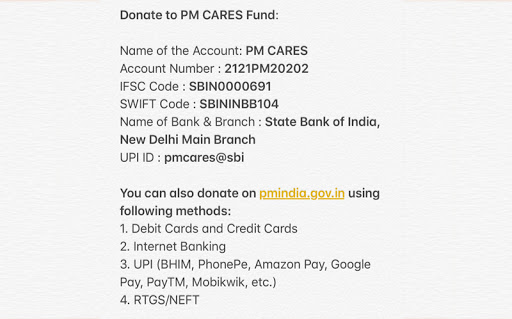 Donate to PM CARES Fund:
Name of the Account: PM CARES
Account Number : 2121PM20202
IFSC Code : SBIN0000691
SWIFT Code : SBININBB104
Name of Bank & Branch : State Bank of India,
New Delhi Main Branch
UPI ID : pmcares@sbi
You can also donate on pmindia.gov.in using
following methods:
1. Debit Cards and Credit Cards
2. Internet Banking
3. UPI (BHIM, PhonePe, Amazon Pay, Google
Pay, PayTM, Mobikwik, etc.)
4. RTGS/NEFT